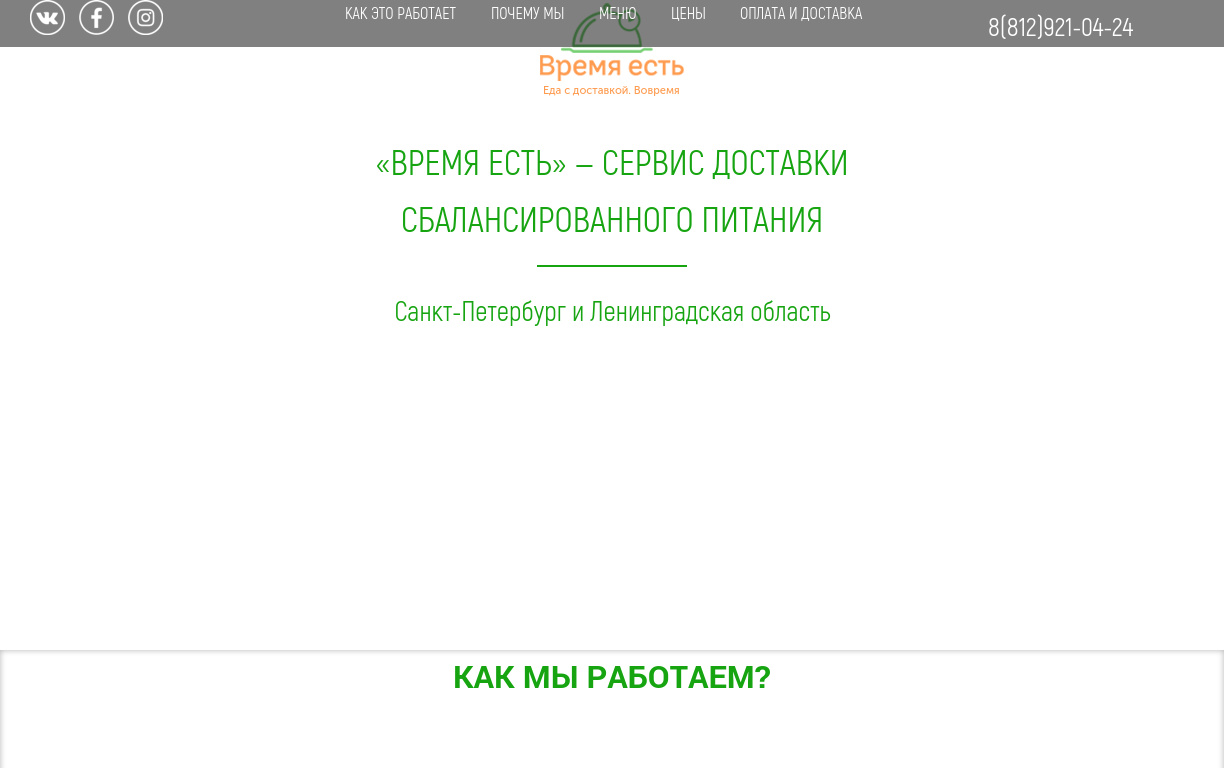 КАК ЭТО РАБОТАЕТ ПОЧЕМУ МЫ МЕНЮ ЦЕНЫ ОПЛАТА И ДОСТАВКА
8(812)921-04-24
Время есть
Еда с доставкой. Вовремя
«ВРЕМЯ ЕСТЬ» – СЕРВИС ДОСТАВКИ
СБАЛАНСИРОВАННОГО ПИТАНИЯ
Санкт-Петербург и Ленинградская область
КАК МЫ РАБОТАЕМ?